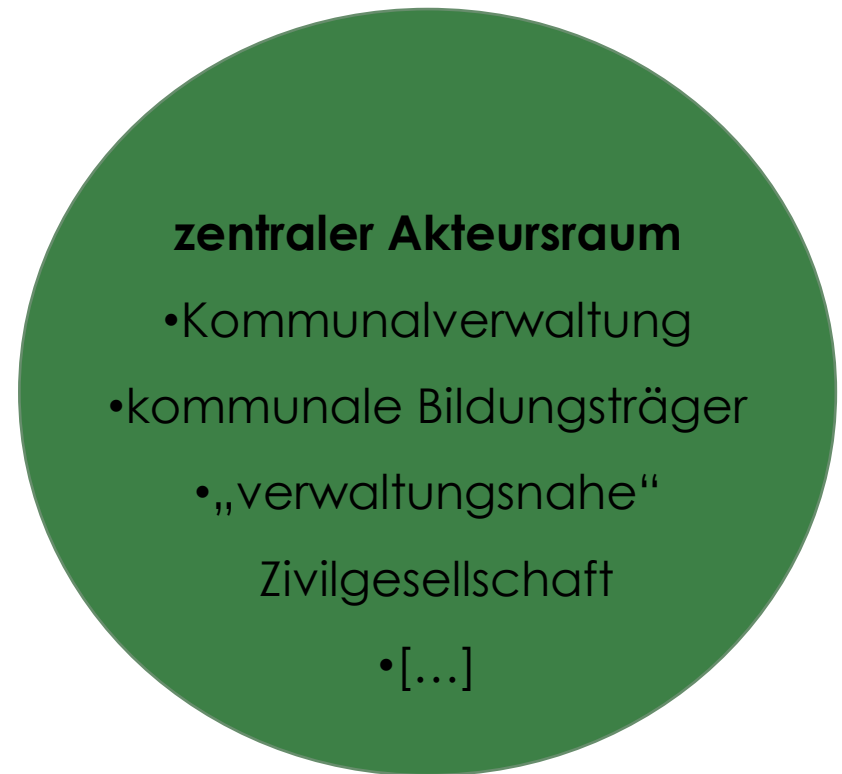 zentraler Akteursraum
•Kommunalverwaltung
•kommunale Bildungsträger
•„verwaltungsnahe“
Zivilgesellschaft
•[…]